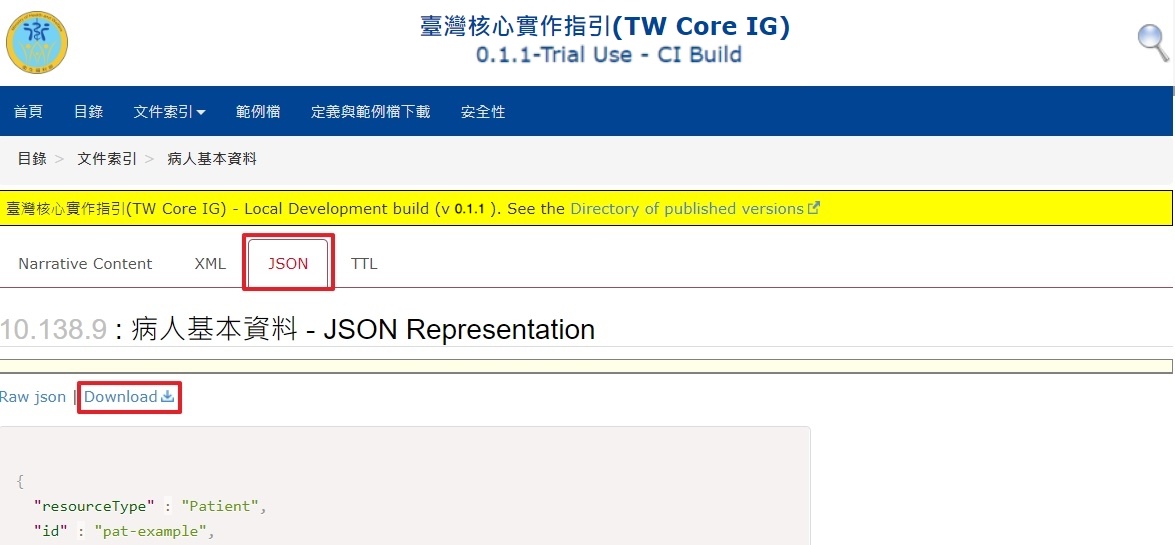 臺灣核心實作指引(TW Core IG)
0.1.1-Trial Use - CI Build
首頁 目錄 文件索引 範例檔 定義與範例檔下載 安全性
目錄 > 文件索引 > 病人基本資料
臺灣核心實作指引(TW Core IG) - Local Development build (v 0.1.1 ). See the Directory of published versions
Narrative Content XML JSON TTL
10.138.9 : 病人基本資料 - JSON Representation
Raw json | Download
{
"resourceType" : "Patient",
"id" : "pat-example",